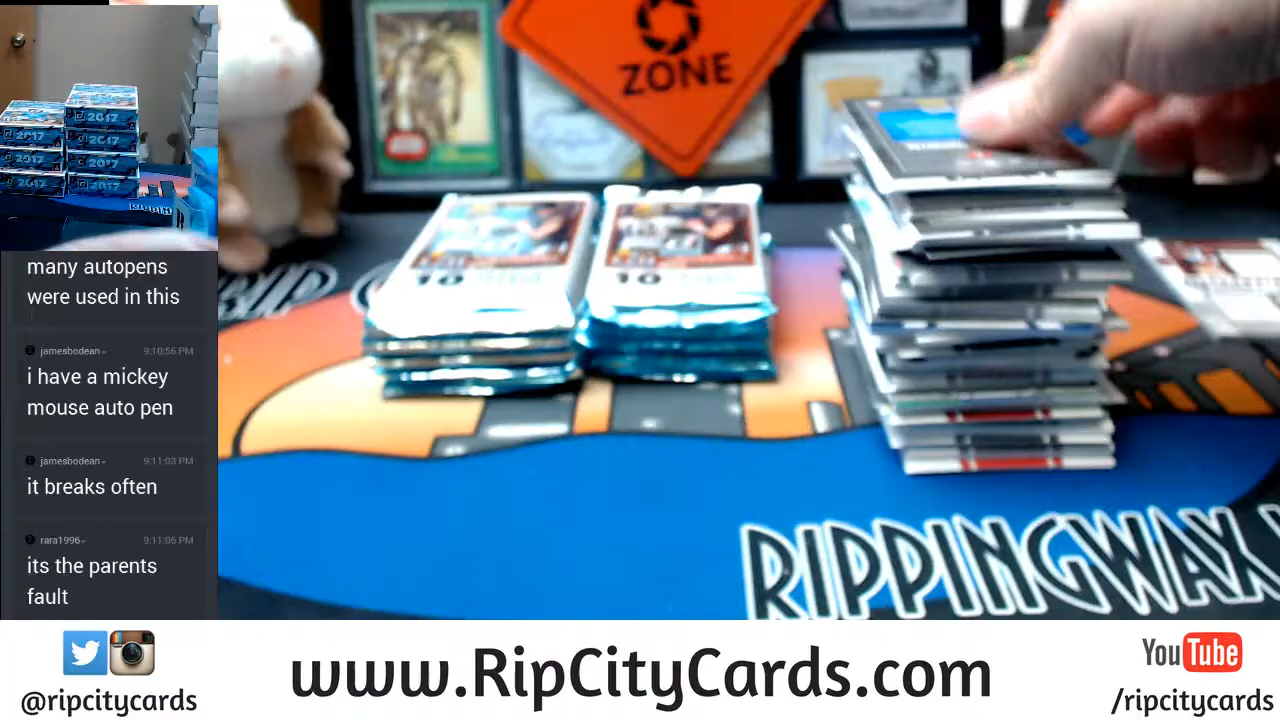 ZONE
2017
2017
2017
2017
2017
2017
2017
RIPPIN
many autopens
were used in this
jamesbodean 9:10:56 PM
i have a mickey
mouse auto pen
jamesbodean 9:11:03 PM
it breaks often
rara1996 9:11:06 PM
its the parents
fault
10
10
RIPPINGWAX
@ripcitycards
www.RipCityCards.com
YouTube
/ripcitycards